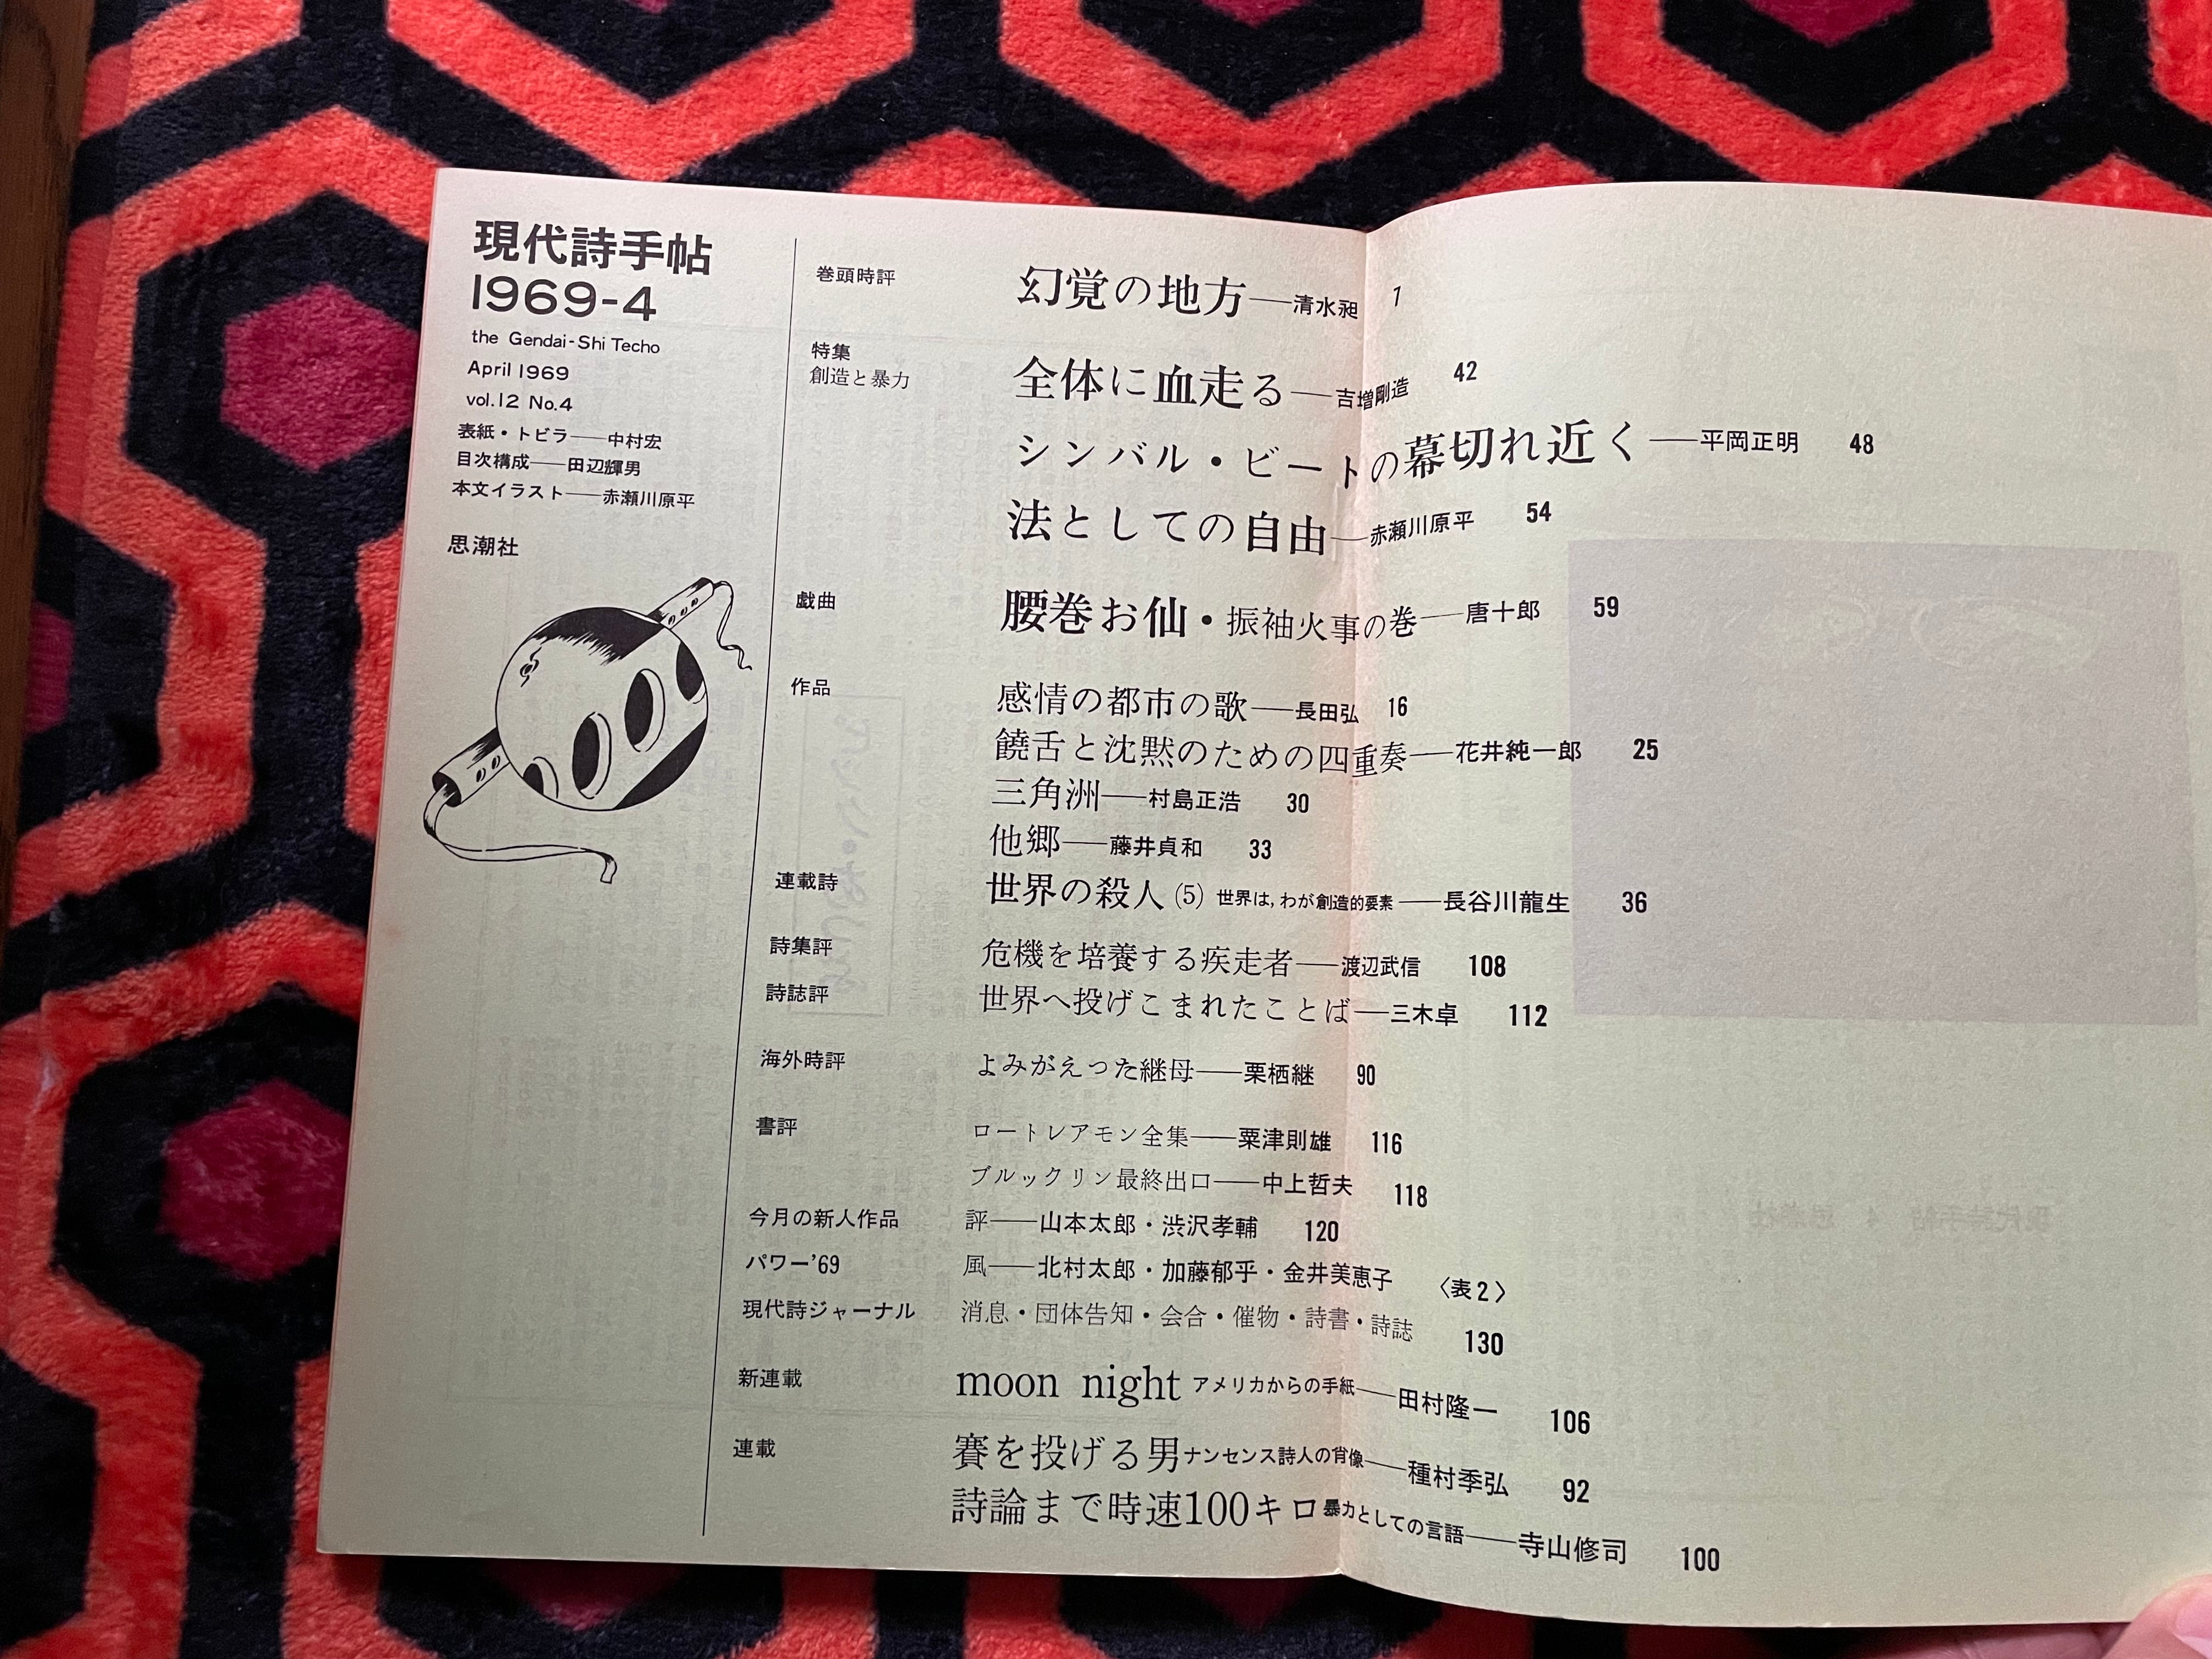 現代詩手帖
1969-4
the Gendai-Shi Techo
April 1969
vol.12 No.4
表紙・トビラ——中村宏
目次構成——田辺輝男
本文イラスト——赤瀬川原平
思潮社
巻頭時評 幻覚の地方——清水昶 1
特集
創造と暴力
全体に血走る——吉増剛造 42
シンバル・ビートの幕切れ近く——平岡正明 48
法としての自由——赤瀬川原平 54
戯曲 腰巻お仙・振袖火事の巻——唐十郎 59
作品 感情の都市の歌——長田弘 16
饒舌と沈黙のための四重奏——花井純一郎 25
三角洲——村島正浩 30
他郷——藤井貞和 33
連載詩 世界の殺人(5) 世界は,わが創造的要素——長谷川龍生 36
詩集評 危機を培養する疾走者——渡辺武信 108
詩誌評 世界へ投げこまれたことば——三木卓 112
海外時評 よみがえった継母——栗栖継 90
書評 ロートレアモン全集——粟津則雄 116
ブルックリン最終出口——中上哲夫 118
今月の新人作品 評——山本太郎・渋沢孝輔 120
パワー'69 風——北村太郎・加藤郁乎・金井美恵子 〈表2〉
現代詩ジャーナル 消息・団体告知・会合・催物・詩書・詩誌 130
新連載 moon night アメリカからの手紙——田村隆一 106
連載 賽を投げる男 ナンセンス詩人の肖像——種村季弘 92
詩論まで時速100キロ 暴力としての言語——寺山修司 100